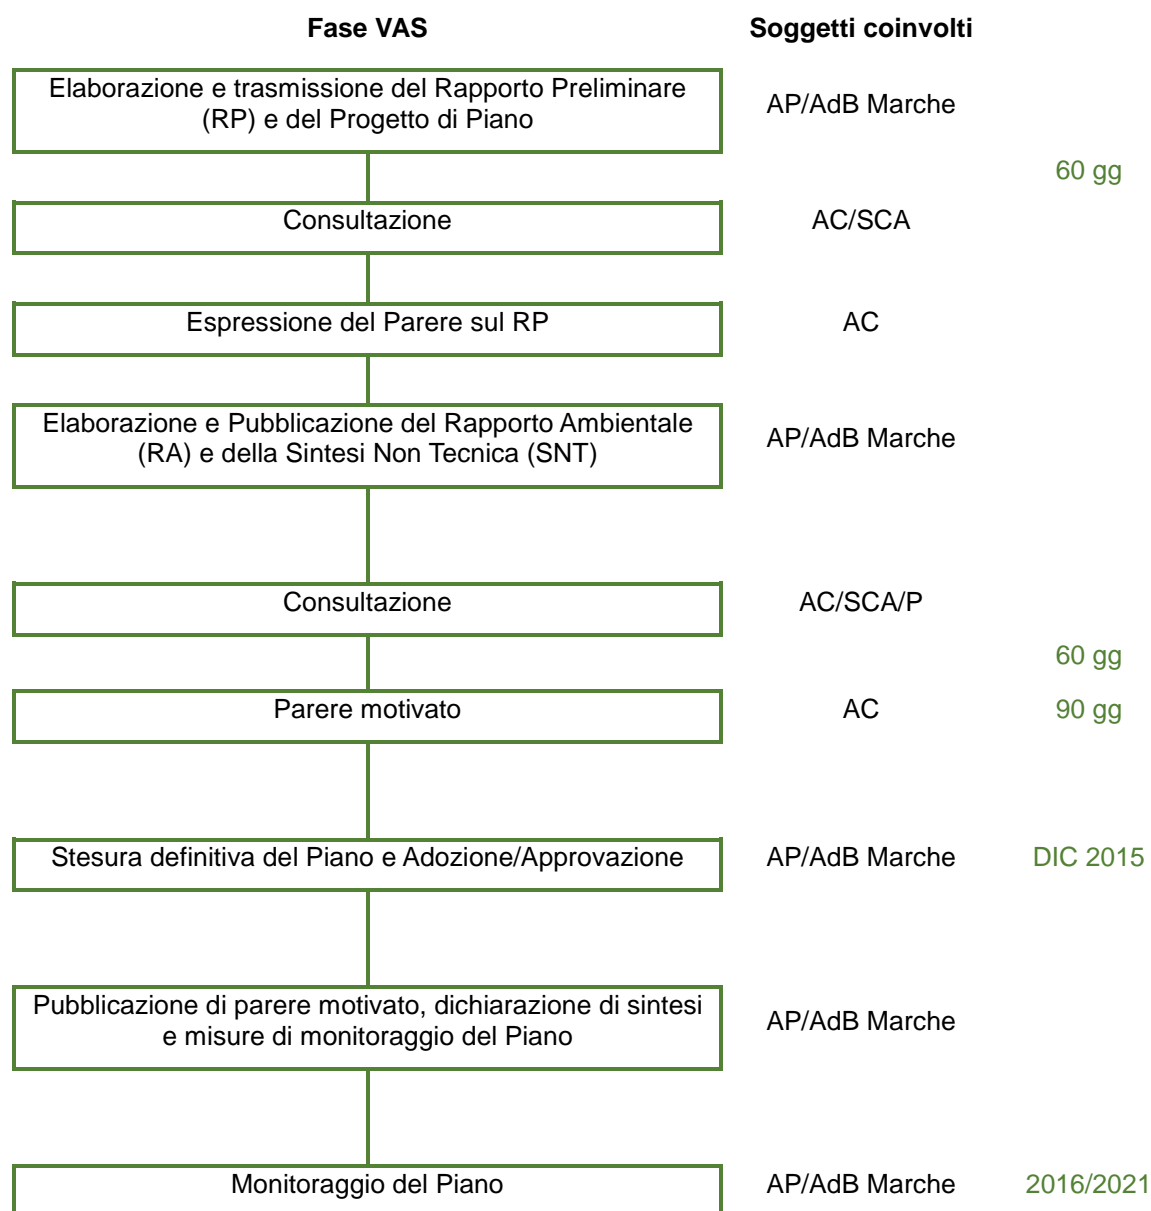 Fase VAS
Soggetti coinvolti
Elaborazione e trasmissione del Rapporto Preliminare
(RP) e del Progetto di Piano
AP/AdB Marche
60 gg
Consultazione
AC/SCA
Espressione del Parere sul RP
AC
Elaborazione e Pubblicazione del Rapporto Ambientale
(RA) e della Sintesi Non Tecnica (SNT)
AP/AdB Marche
Consultazione
AC/SCA/P
60 gg
Parere motivato
AC
90 gg
Stesura definitiva del Piano e Adozione/Approvazione
AP/AdB Marche
DIC 2015
Pubblicazione di parere motivato, dichiarazione di sintesi
e misure di monitoraggio del Piano
AP/AdB Marche
Monitoraggio del Piano
AP/AdB Marche
2016/2021